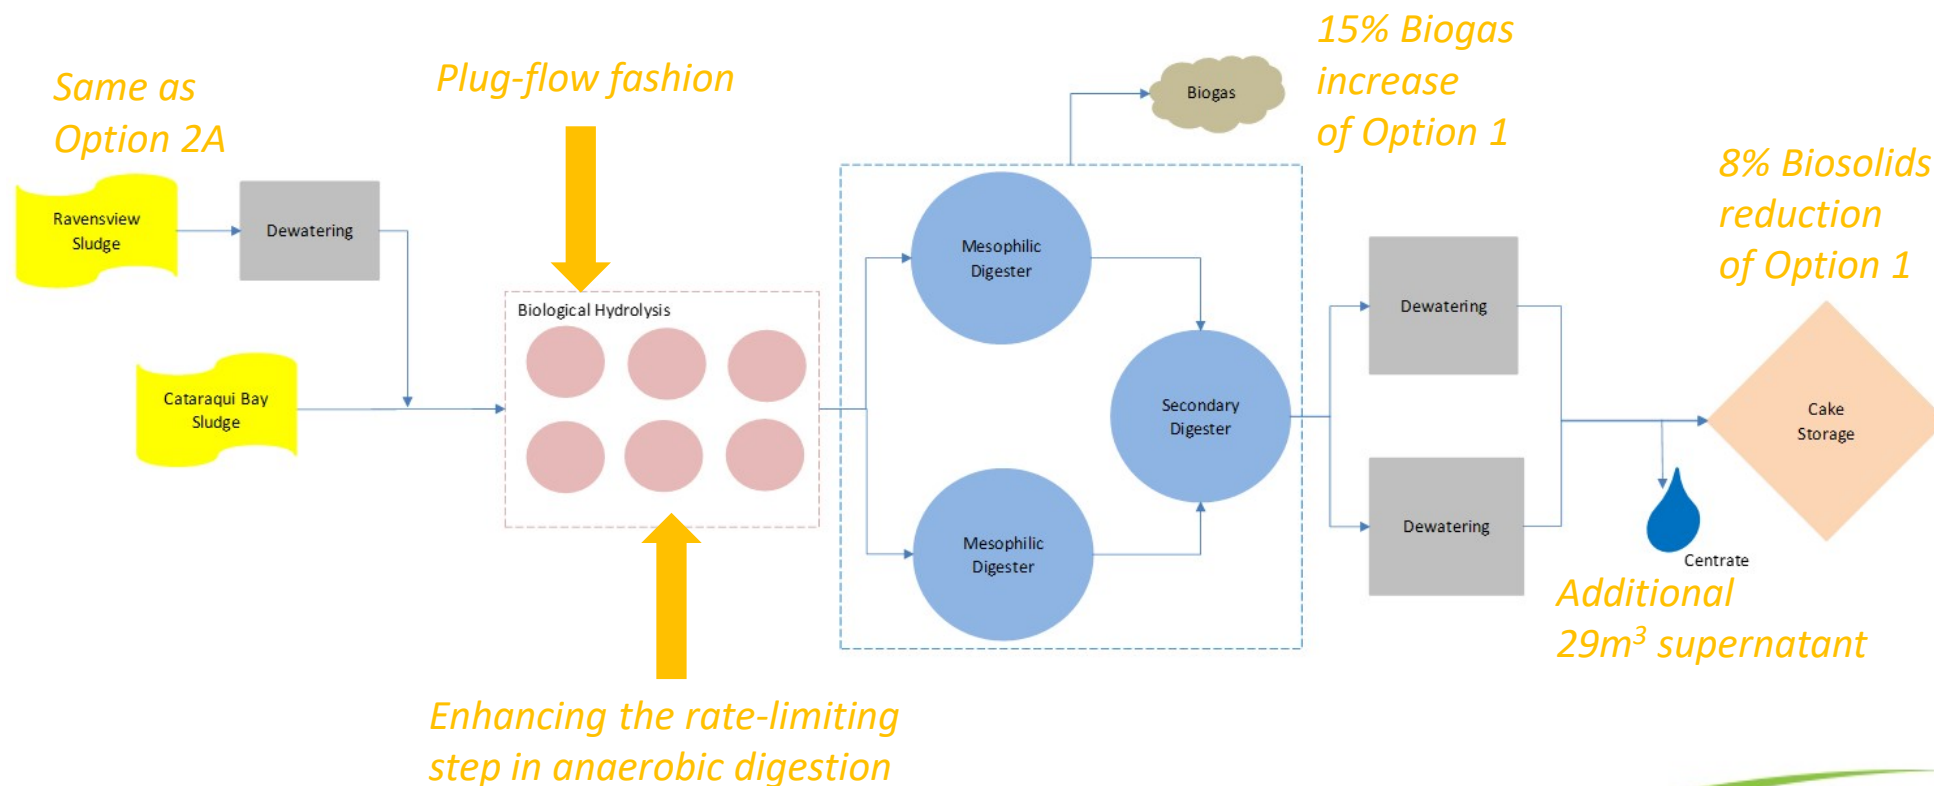 Same as
Option 2A
Plug-flow fashion
15% Biogas
increase
of Option 1
8% Biosolids
reduction
of Option 1
Biogas
Ravensview
Sludge
Dewatering
Cataraqui Bay
Sludge
Biological Hydrolysis
Mesophilic
Digester
Mesophilic
Digester
Secondary
Digester
Dewatering
Dewatering
Cake
Storage
Centrate
Additional
29m³ supernatant
Enhancing the rate-limiting
step in anaerobic digestion